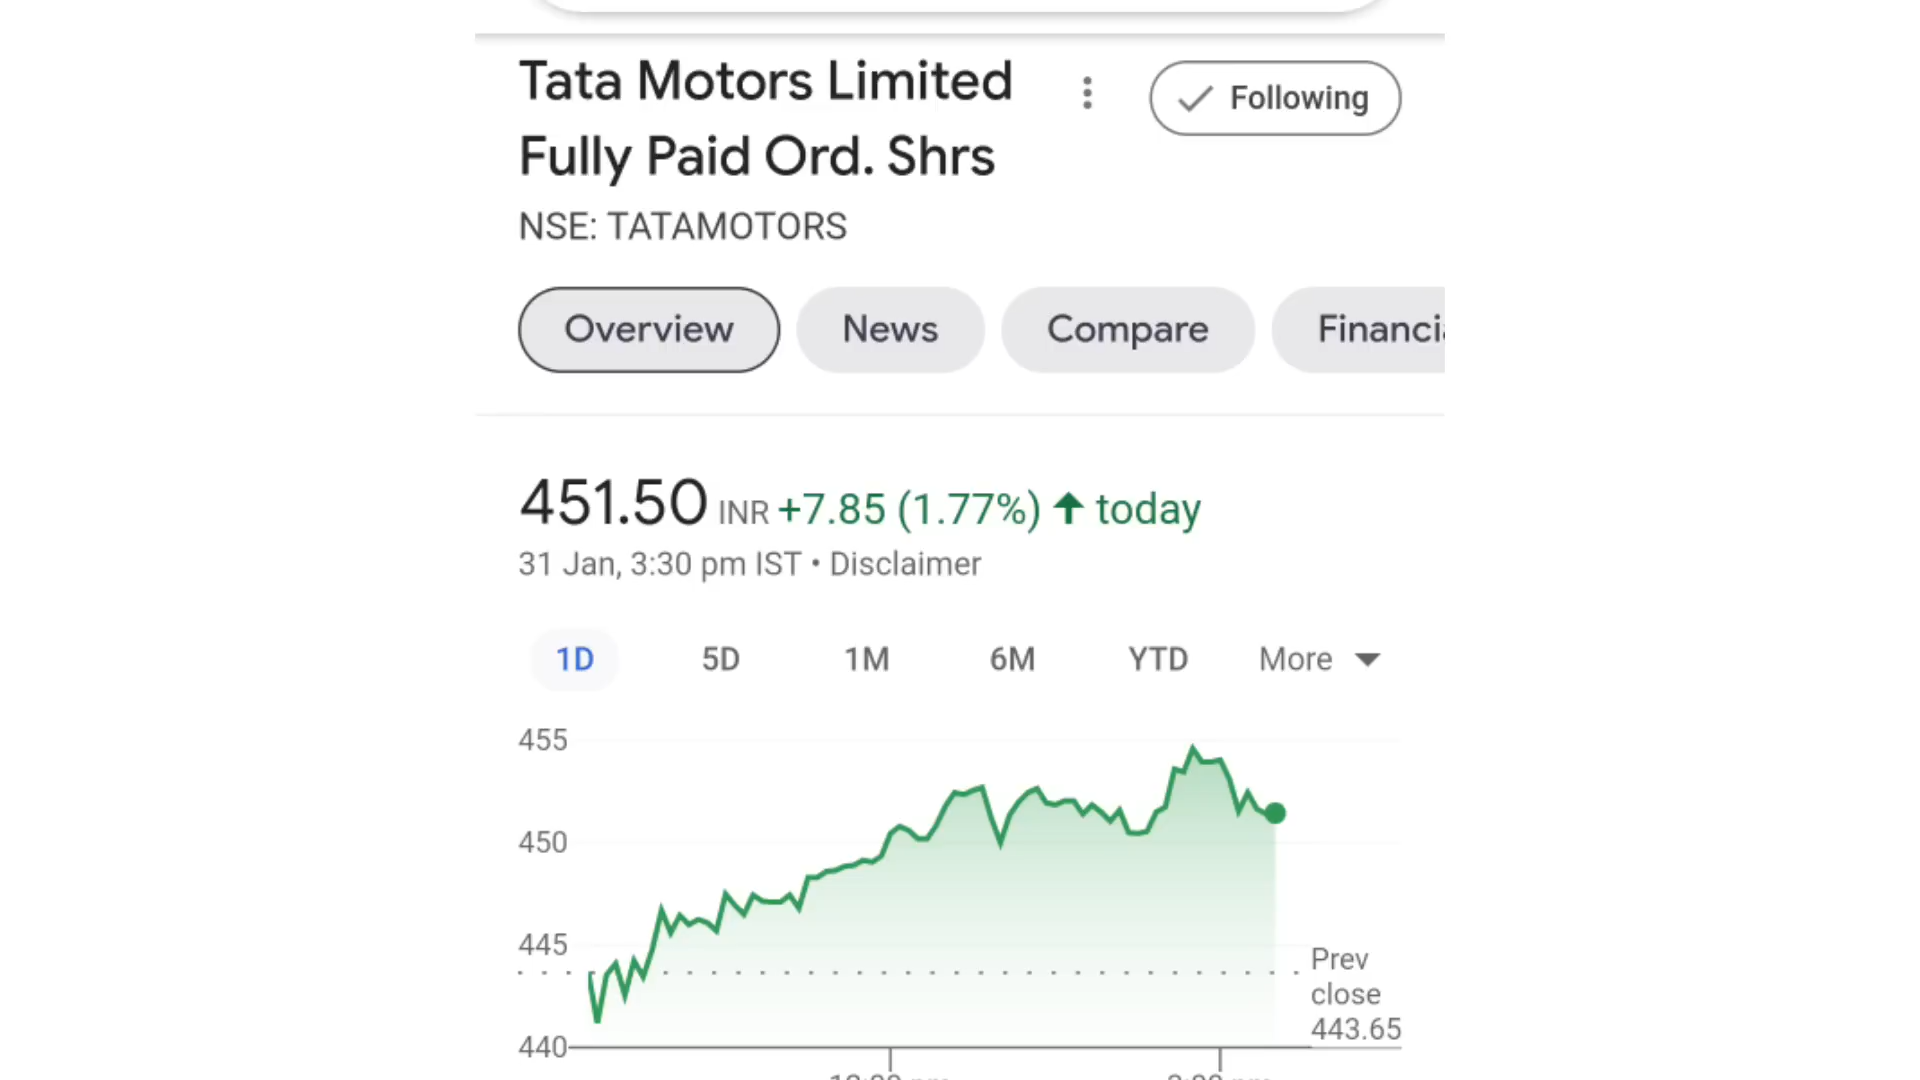 Tata Motors Limited
Fully Paid Ord. Shrs
Following
NSE: TATAMOTORS
Overview
News
Compare
Financi
451.50 INR +7.85 (1.77%) ↑ today
31 Jan, 3:30 pm IST • Disclaimer
1D
5D
1M
6M
YTD
More
455
450
445
440
Prev
close
443.65